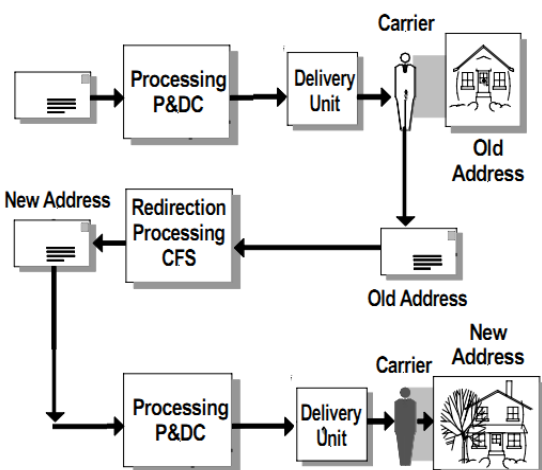 Carrier
Processing
P&DC
Delivery
Unit
Old
Address
New Address
Redirection
Processing
CFS
Old Address
New
Address
Carrier
Processing
P&DC
Delivery
Unit